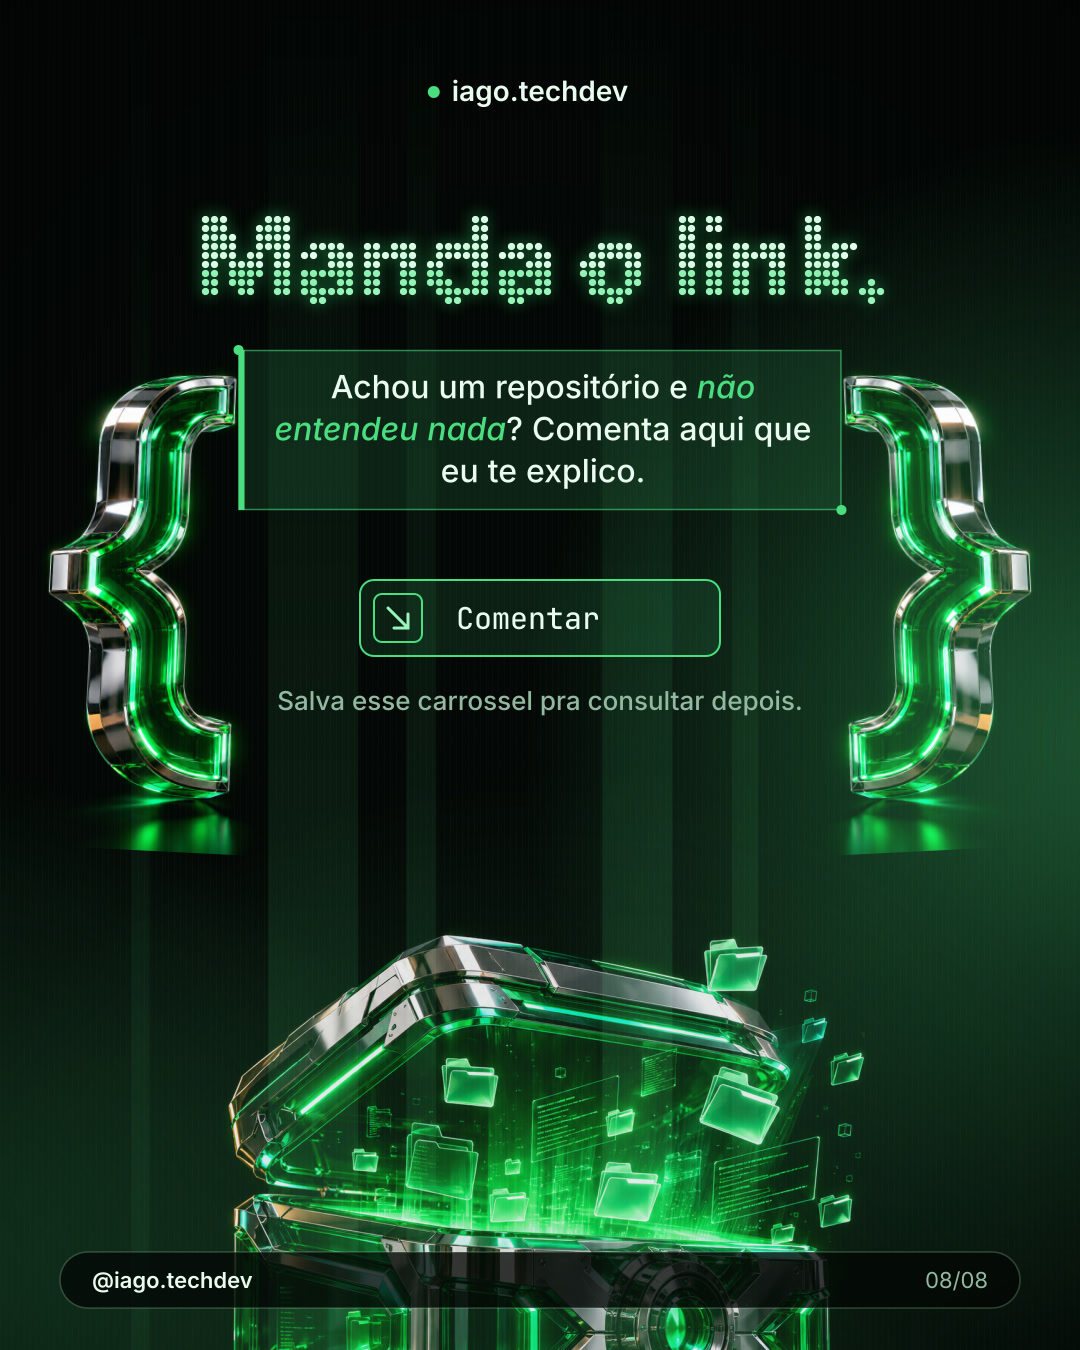 iago.techdev
Manda o link.
Achou um repositório e não
entendeu nada? Comenta aqui que
eu te explico.
Comentar
Salva esse carrossel pra consultar depois.
@iago.techdev
08/08